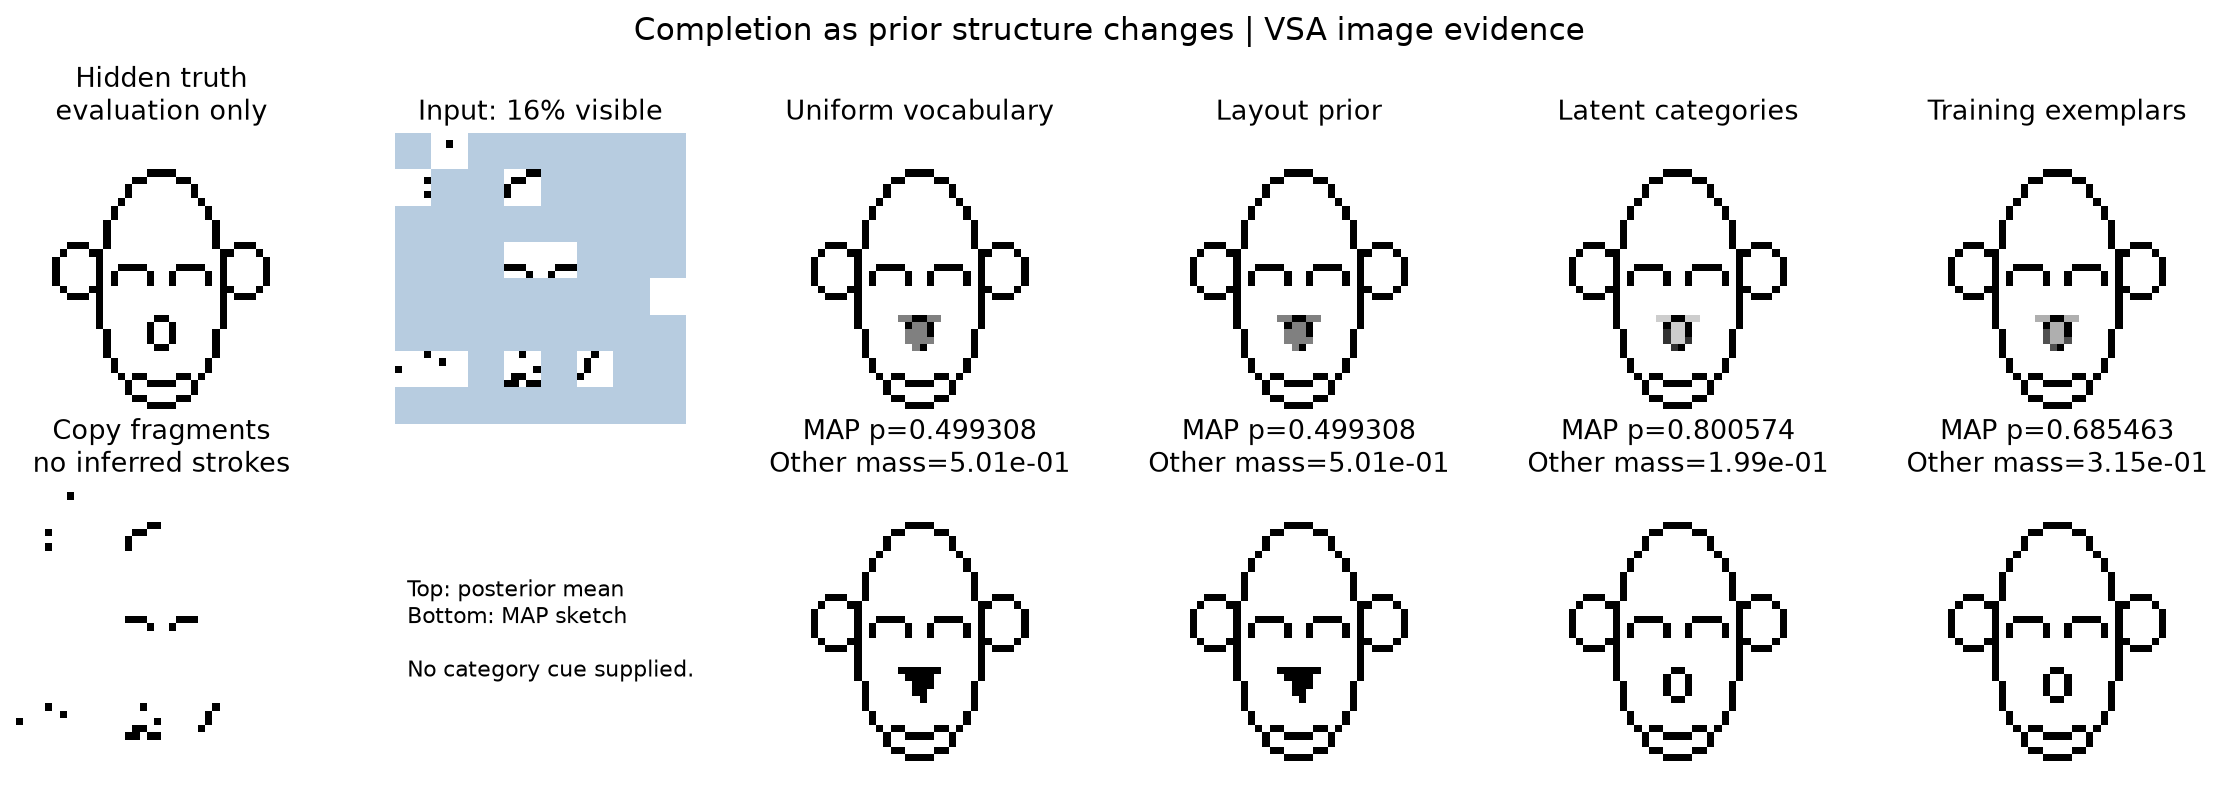 Completion as prior structure changes | VSA image evidence
Hidden truth
evaluation only
Input: 16% visible
Uniform vocabulary
Layout prior
Latent categories
Training exemplars
Copy fragments
no inferred strokes
MAP p=0.499308
Other mass=5.01e-01
MAP p=0.499308
Other mass=5.01e-01
MAP p=0.800574
Other mass=1.99e-01
MAP p=0.685463
Other mass=3.15e-01
Top: posterior mean
Bottom: MAP sketch
No category cue supplied.